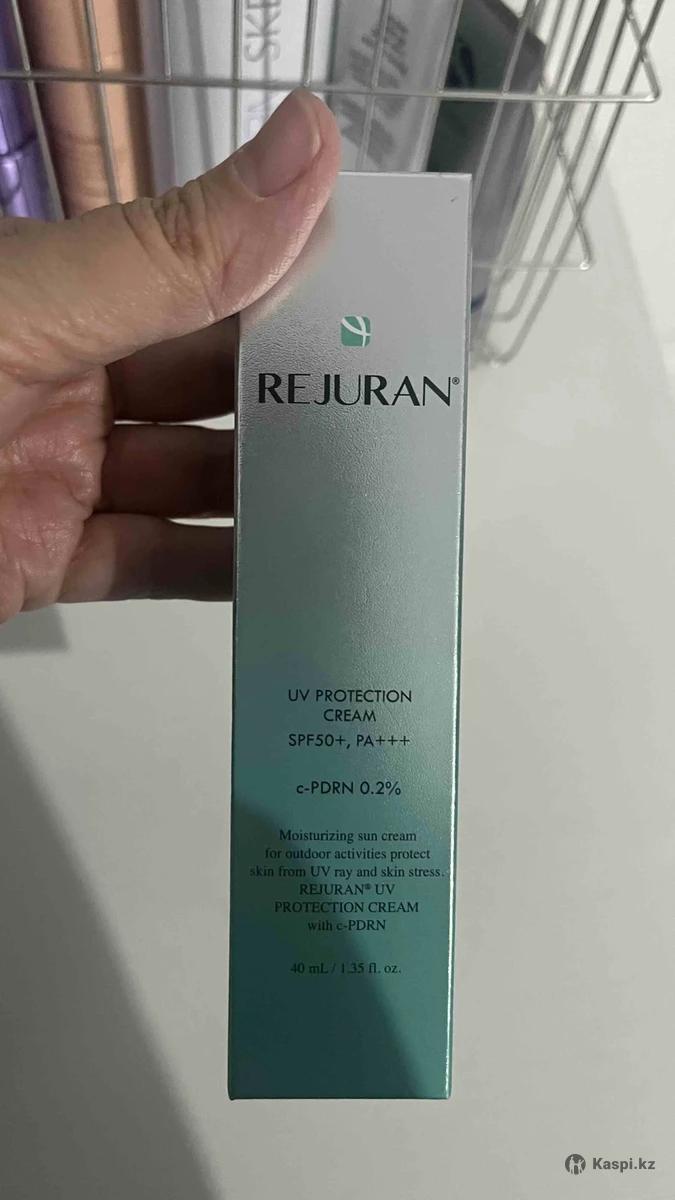 SKE
REJURAN®
UV PROTECTION
CREAM
SPF50+, PA+++
c-PDRN 0.2%
Moisturizing sun cream
for outdoor activities protect
skin from UV ray and skin stress.
REJURAN® UV
PROTECTION CREAM
with c-PDRN
40 mL / 1.35 fl. oz.
Kaspi.kz